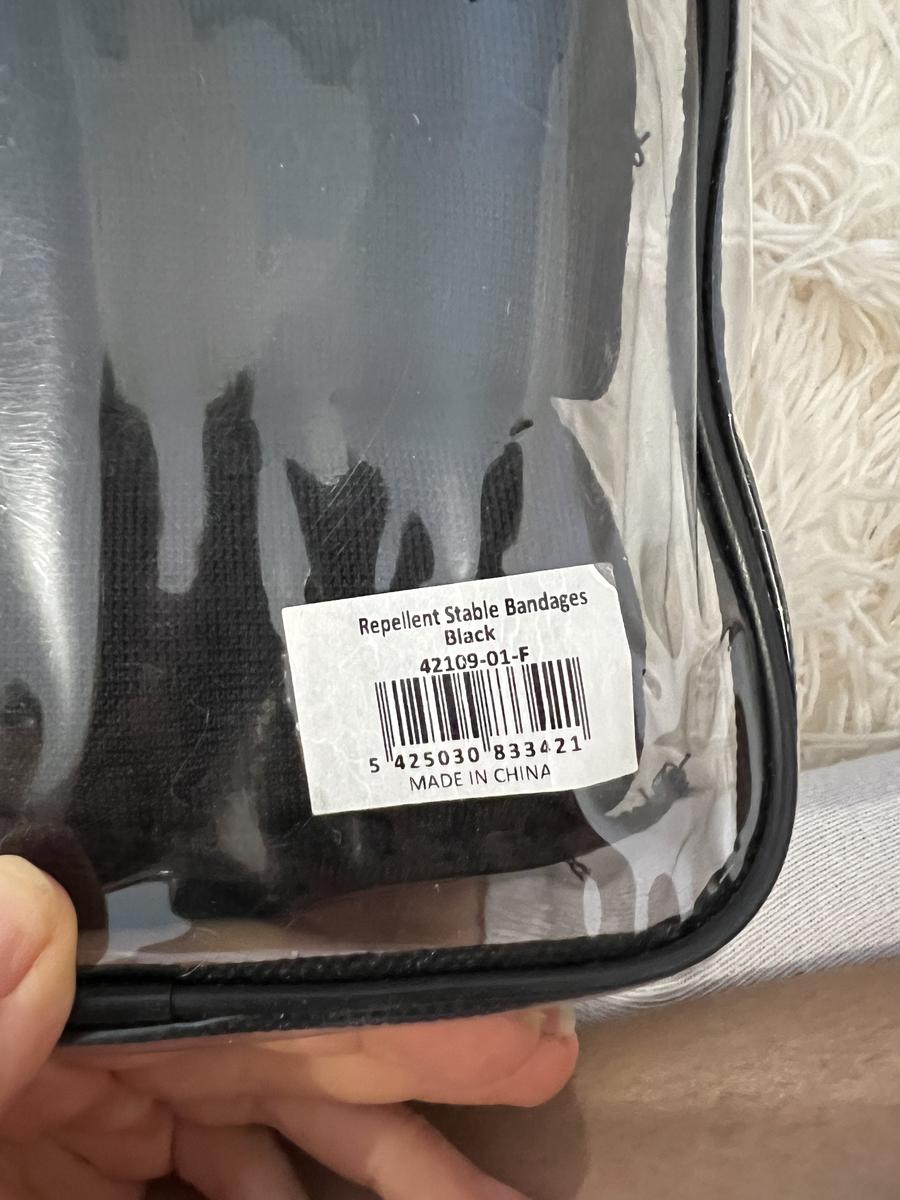 Repellent Stable Bandages
Black
42109-01-F
5 425030 833421
MADE IN CHINA